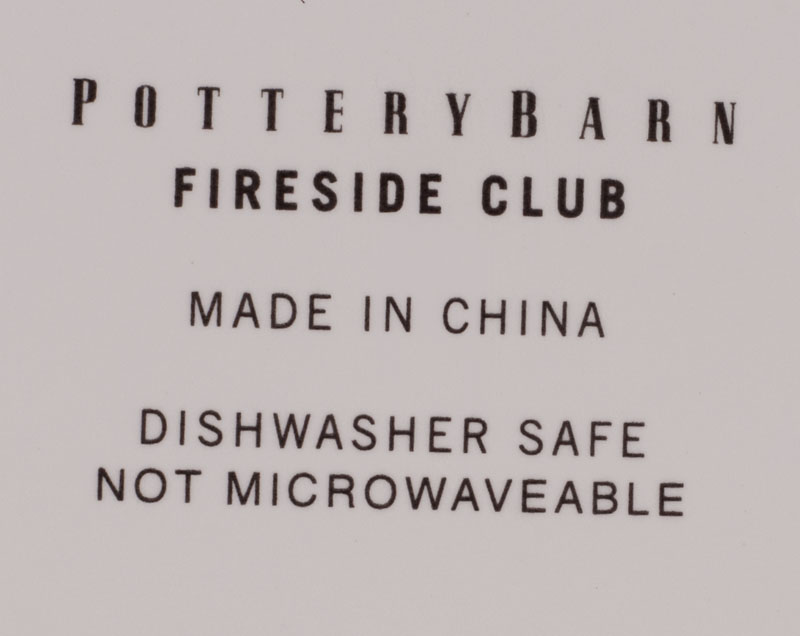 POTTERYBARN
FIRESIDE CLUB
MADE IN CHINA
DISHWASHER SAFE
NOT MICROWAVEABLE